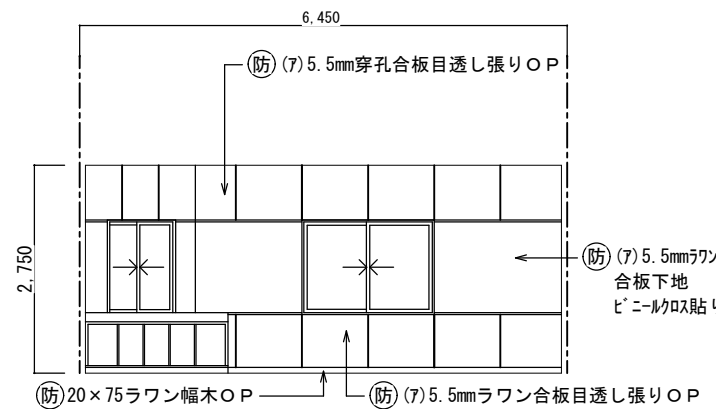 6,450
防 (ア)5.5mm穿孔合板目透し張りOP
2,750
防 (ア)5.5mmラワン
合板下地
ビニールクロス貼り
防 20×75ラワン幅木OP
防 (ア)5.5mmラワン合板目透し張りOP